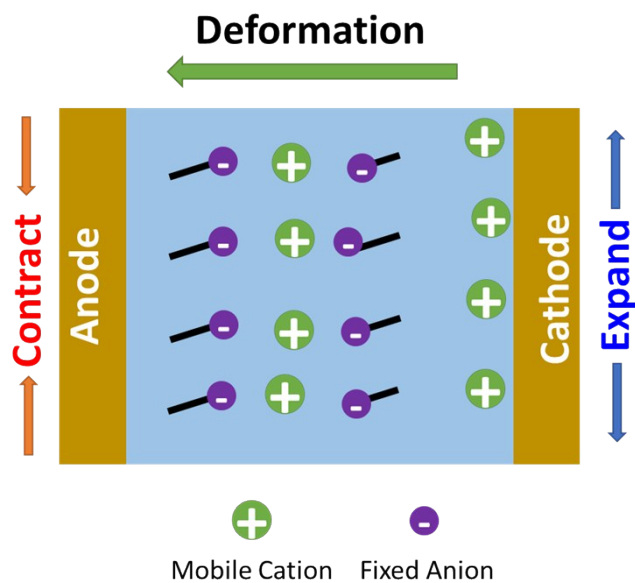 Deformation
Contract
Anode
Cathode
Expand
+
+
+
+
+
+
+
+
-
-
-
-
-
-
-
-
+
-
Mobile Cation
Fixed Anion